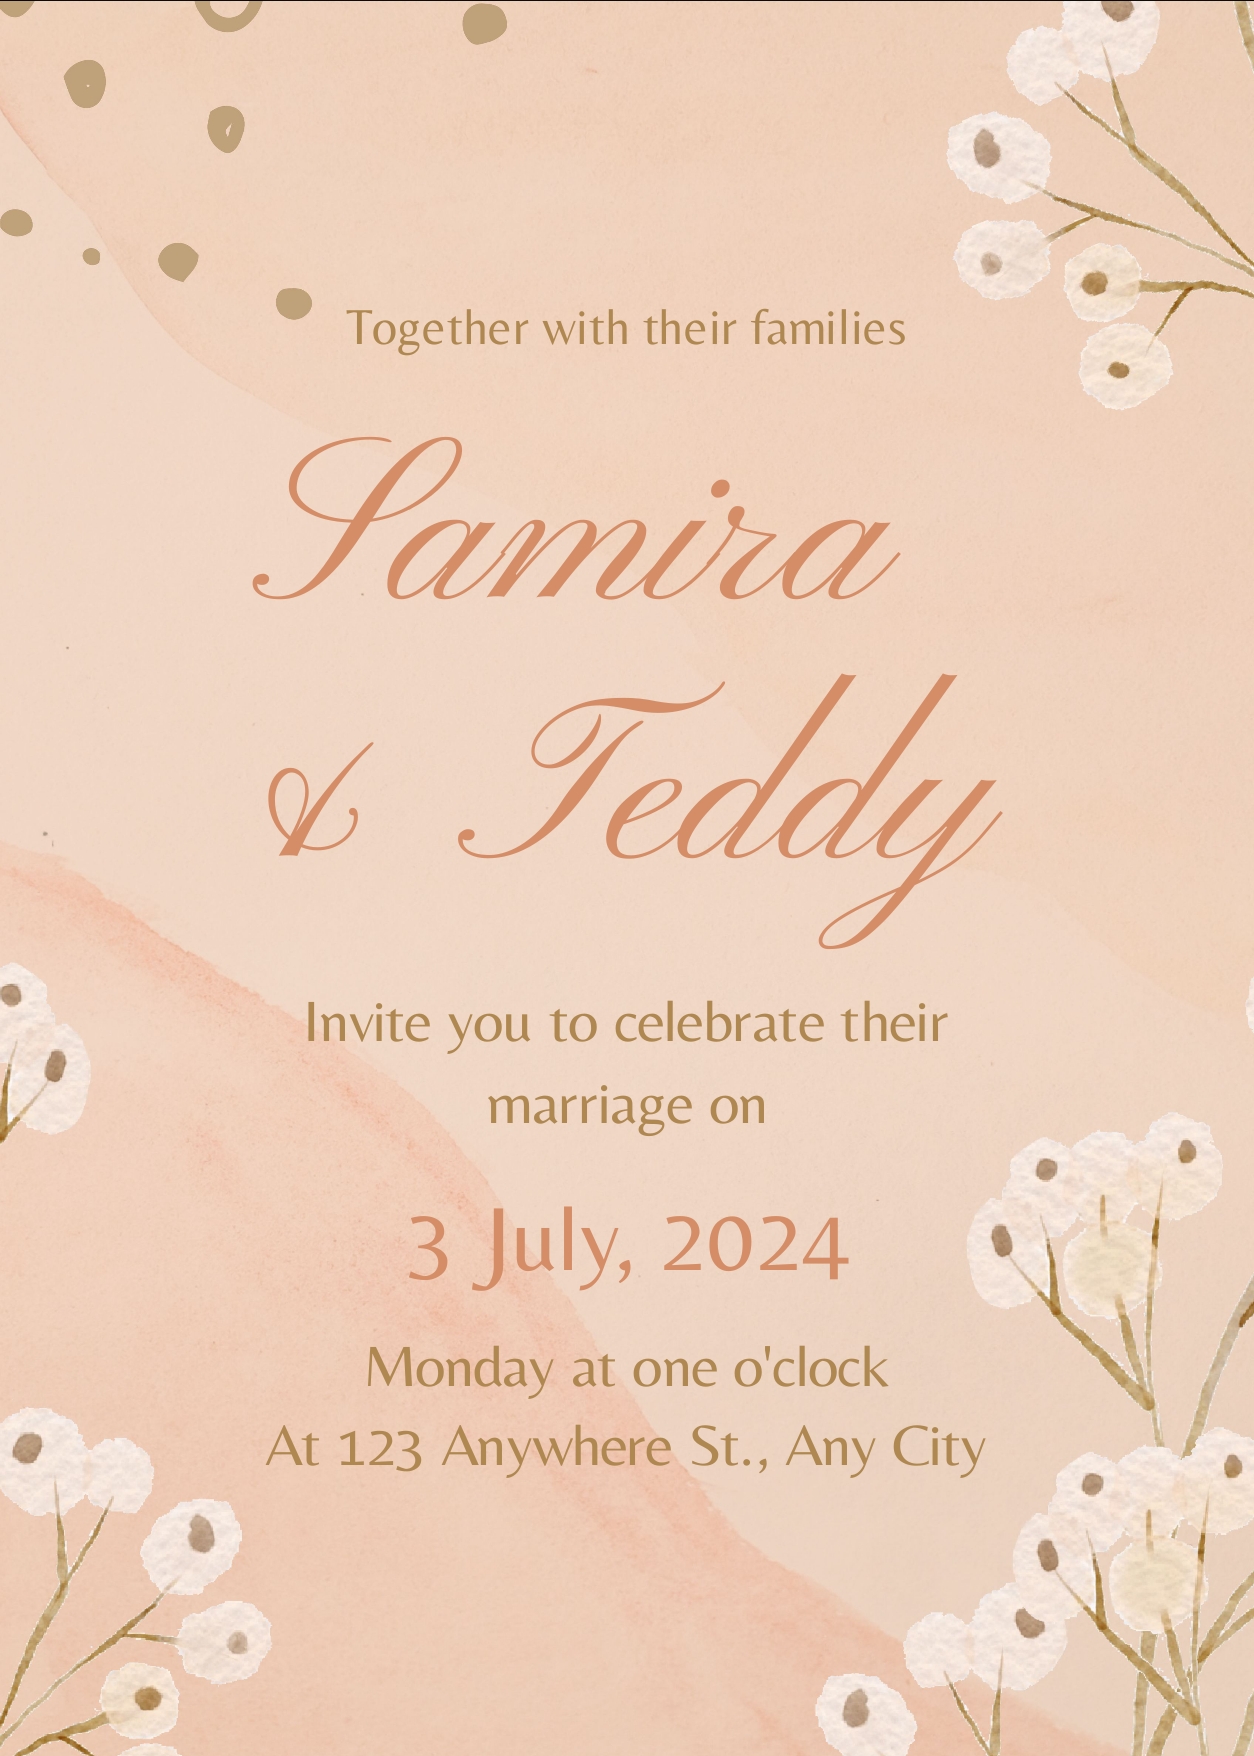 Together with their families
Samira
& Teddy
Invite you to celebrate their
marriage on
3 July, 2024
Monday at one o'clock
At 123 Anywhere St., Any City